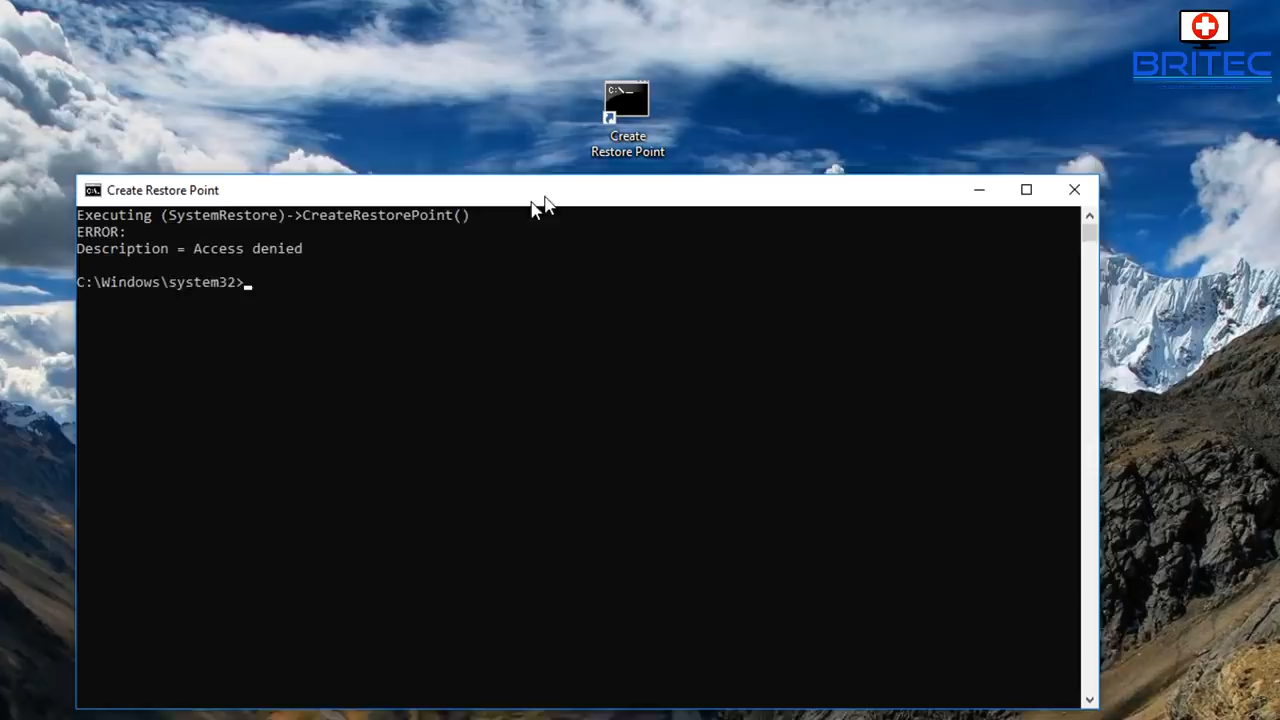 BRITEC
C:\._
Create
Restore Point
Create Restore Point
Executing (SystemRestore)->CreateRestorePoint()
ERROR:
Description = Access denied
C:\Windows\system32>